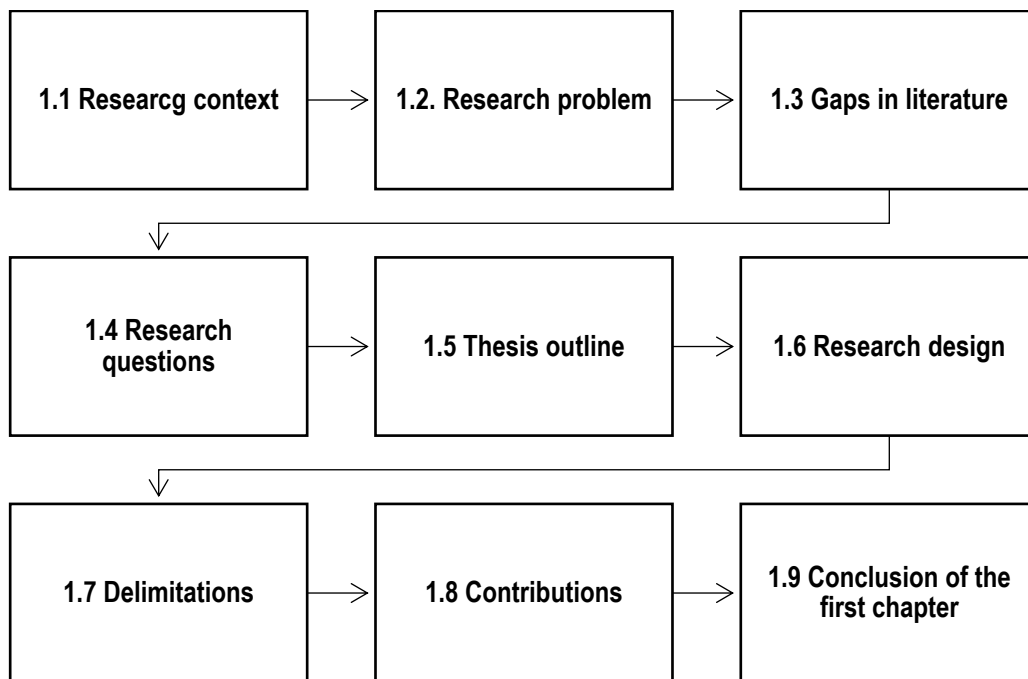 1.1 Researcg context
1.2. Research problem
1.3 Gaps in literature
1.4 Research
questions
1.5 Thesis outline
1.6 Research design
1.7 Delimitations
1.8 Contributions
1.9 Conclusion of the
first chapter